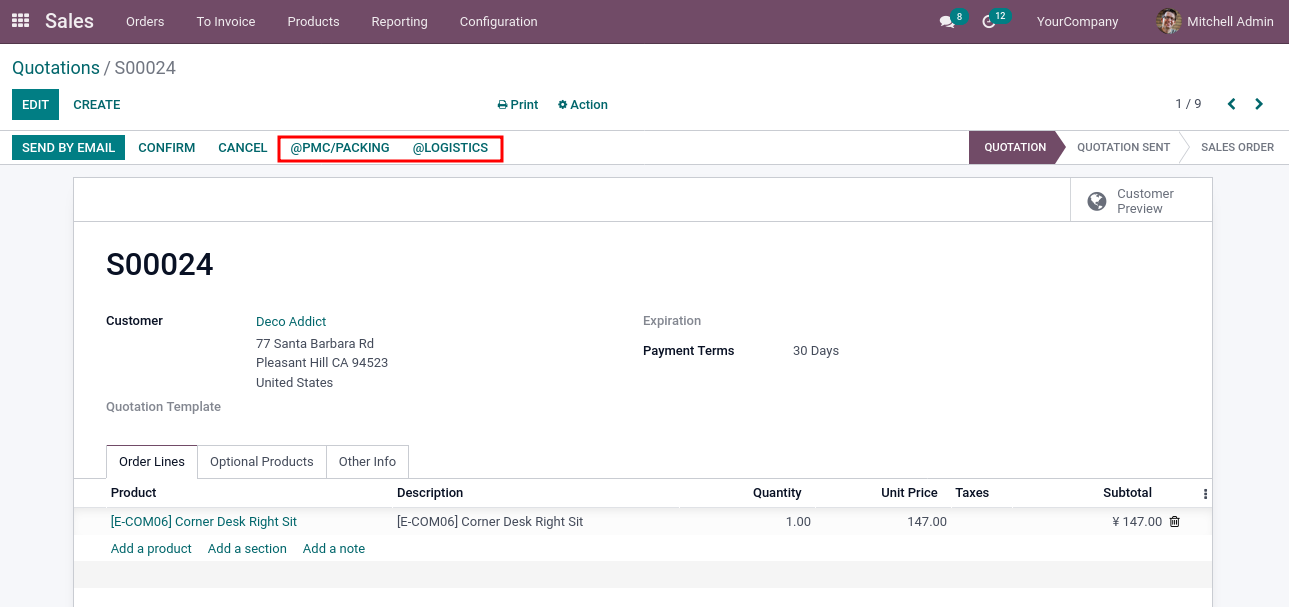 Sales Orders To Invoice Products Reporting Configuration 8 12 YourCompany Mitchell Admin
Quotations / S00024
EDIT CREATE Print Action 1 / 9
SEND BY EMAIL CONFIRM CANCEL @PMC/PACKING @LOGISTICS QUOTATION QUOTATION SENT SALES ORDER
Customer
Preview
S00024
Customer Deco Addict Expiration
77 Santa Barbara Rd
Payment Terms 30 Days
Pleasant Hill CA 94523
United States
Quotation Template
Order Lines Optional Products Other Info
Product Description Quantity Unit Price Taxes Subtotal
[E-COM06] Corner Desk Right Sit [E-COM06] Corner Desk Right Sit 1.00 147.00 ¥ 147.00
Add a product Add a section Add a note